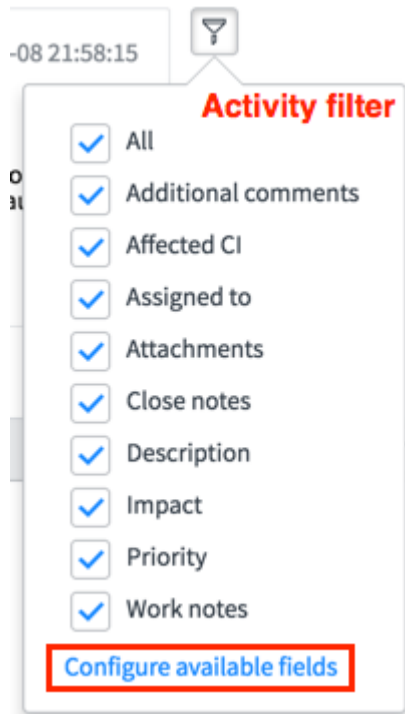 -08 21:58:15
Activity filter
All
Additional comments
Affected CI
Assigned to
Attachments
Close notes
Description
Impact
Priority
Work notes
Configure available fields